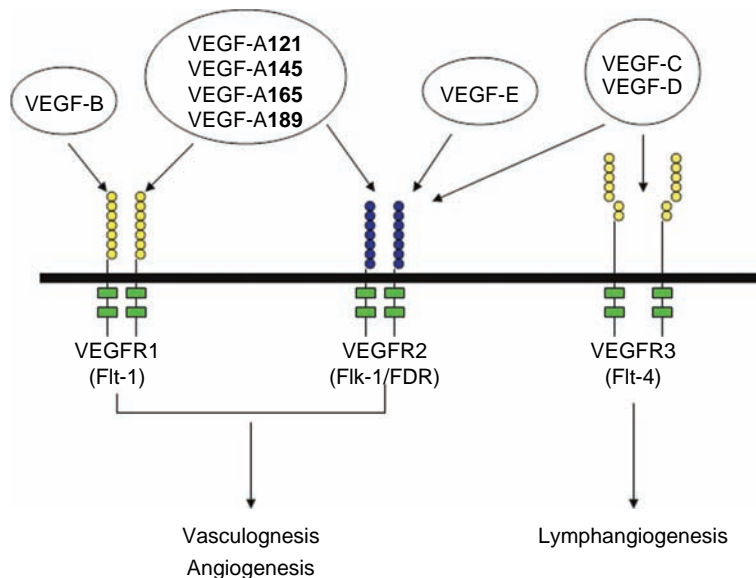 VEGF-B
VEGF-A121
VEGF-A145
VEGF-A165
VEGF-A189
VEGF-E
VEGF-C
VEGF-D
VEGFR1
(Flt-1)
VEGFR2
(Flk-1/FDR)
VEGFR3
(Flt-4)
Vasculognesis
Angiogenesis
Lymphangiogenesis